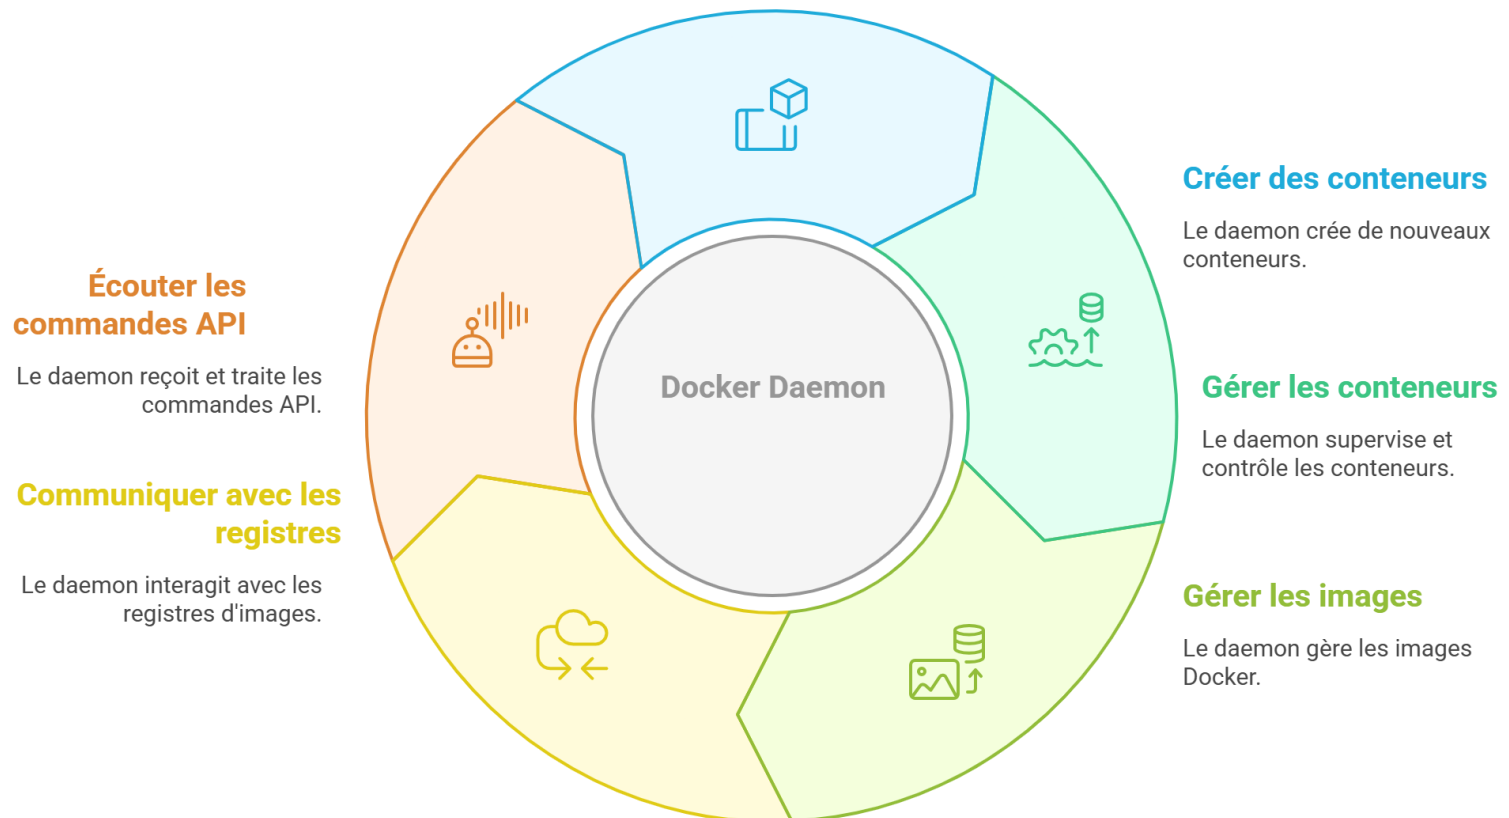 Créer des conteneurs
Le daemon crée de nouveaux
conteneurs.
Écouter les
commandes API
Le daemon reçoit et traite les
commandes API.
Docker Daemon
Gérer les conteneurs
Le daemon supervise et
contrôle les conteneurs.
Communiquer avec les
registres
Le daemon interagit avec les
registres d'images.
Gérer les images
Le daemon gère les images
Docker.